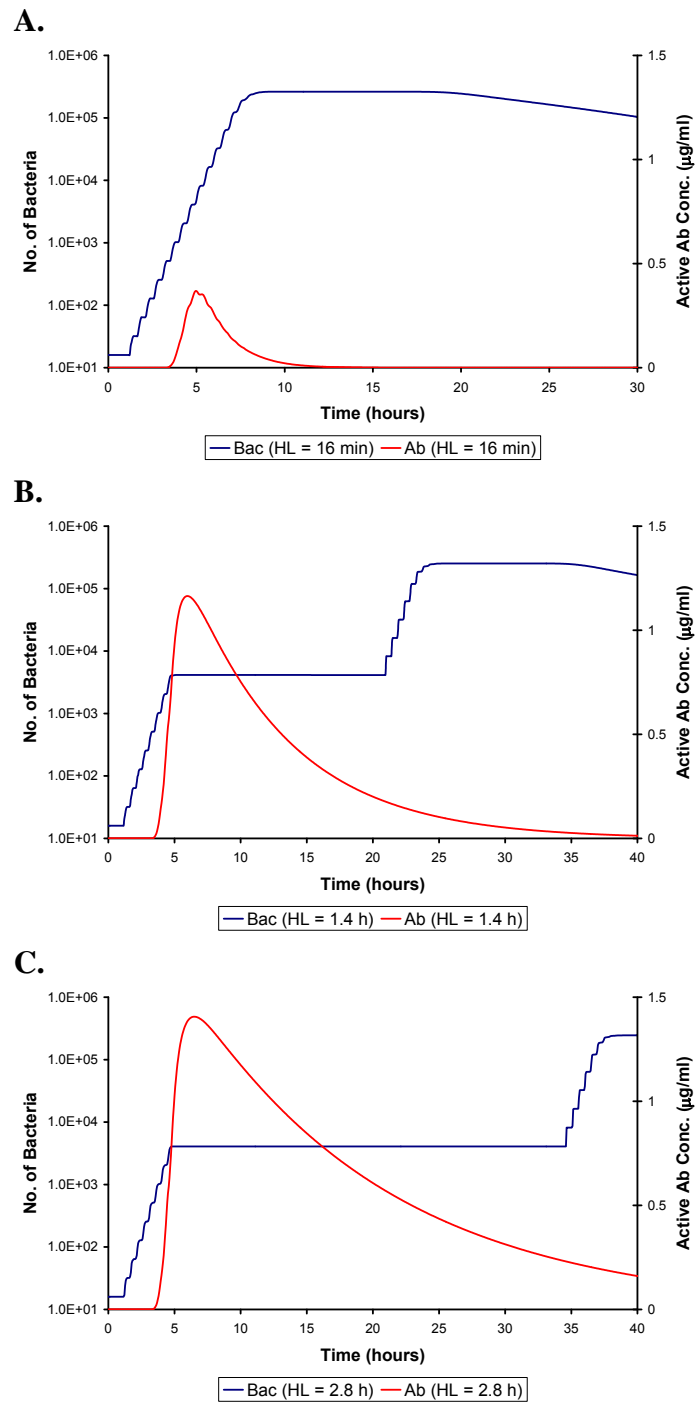 A.
No. of Bacteria
1.0E+06
1.0E+05
1.0E+04
1.0E+03
1.0E+02
1.0E+01
1.5
1
0.5
0
Active Ab Conc. (µg/ml)
0 5 10 15 20 25 30
Time (hours)
Bac (HL = 16 min) Ab (HL = 16 min)
B.
No. of Bacteria
1.0E+06
1.0E+05
1.0E+04
1.0E+03
1.0E+02
1.0E+01
1.5
1
0.5
0
Active Ab Conc. (µg/ml)
0 5 10 15 20 25 30 35 40
Time (hours)
Bac (HL = 1.4 h) Ab (HL = 1.4 h)
C.
No. of Bacteria
1.0E+06
1.0E+05
1.0E+04
1.0E+03
1.0E+02
1.0E+01
1.5
1
0.5
0
Active Ab Conc. (µg/ml)
0 5 10 15 20 25 30 35 40
Time (hours)
Bac (HL = 2.8 h) Ab (HL = 2.8 h)